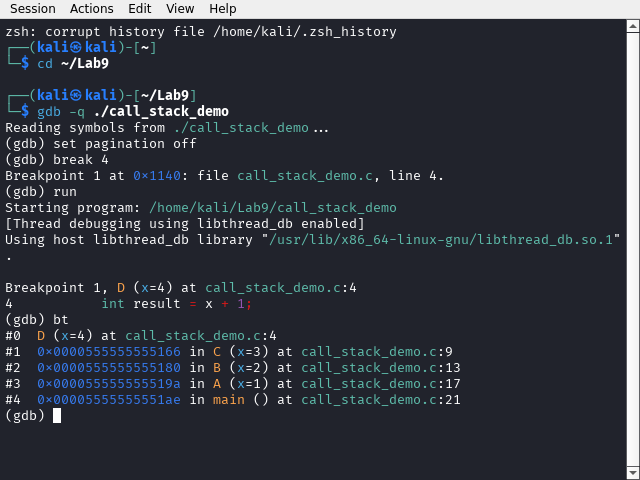 Session Actions Edit View Help
zsh: corrupt history file /home/kali/.zsh_history
┌──(kali㉿kali)-[~]
└─$ cd ~/Lab9
┌──(kali㉿kali)-[~/Lab9]
└─$ gdb -q ./call_stack_demo
Reading symbols from ./call_stack_demo...
(gdb) set pagination off
(gdb) break 4
Breakpoint 1 at 0x1140: file call_stack_demo.c, line 4.
(gdb) run
Starting program: /home/kali/Lab9/call_stack_demo
[Thread debugging using libthread_db enabled]
Using host libthread_db library "/usr/lib/x86_64-linux-gnu/libthread_db.so.1"
.
Breakpoint 1, D (x=4) at call_stack_demo.c:4
4 int result = x + 1;
(gdb) bt
#0 D (x=4) at call_stack_demo.c:4
#1 0x0000555555555166 in C (x=3) at call_stack_demo.c:9
#2 0x0000555555555180 in B (x=2) at call_stack_demo.c:13
#3 0x000055555555519a in A (x=1) at call_stack_demo.c:17
#4 0x00005555555551ae in main () at call_stack_demo.c:21
(gdb)